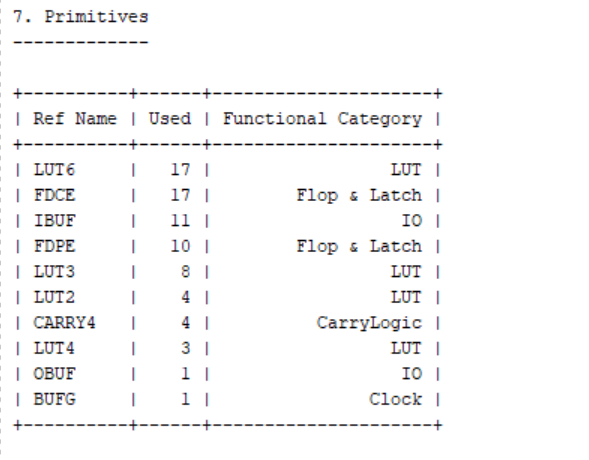 7. Primitives
-------------
+----------+------+---------------------+
| Ref Name | Used | Functional Category |
+----------+------+---------------------+
| LUT6     |   17 |                 LUT |
| FDCE     |   17 |        Flop & Latch |
| IBUF     |   11 |                  IO |
| FDPE     |   10 |        Flop & Latch |
| LUT3     |    8 |                 LUT |
| LUT2     |    4 |                 LUT |
| CARRY4   |    4 |          CarryLogic |
| LUT4     |    3 |                 LUT |
| OBUF     |    1 |                  IO |
| BUFG     |    1 |               Clock |
+----------+------+---------------------+